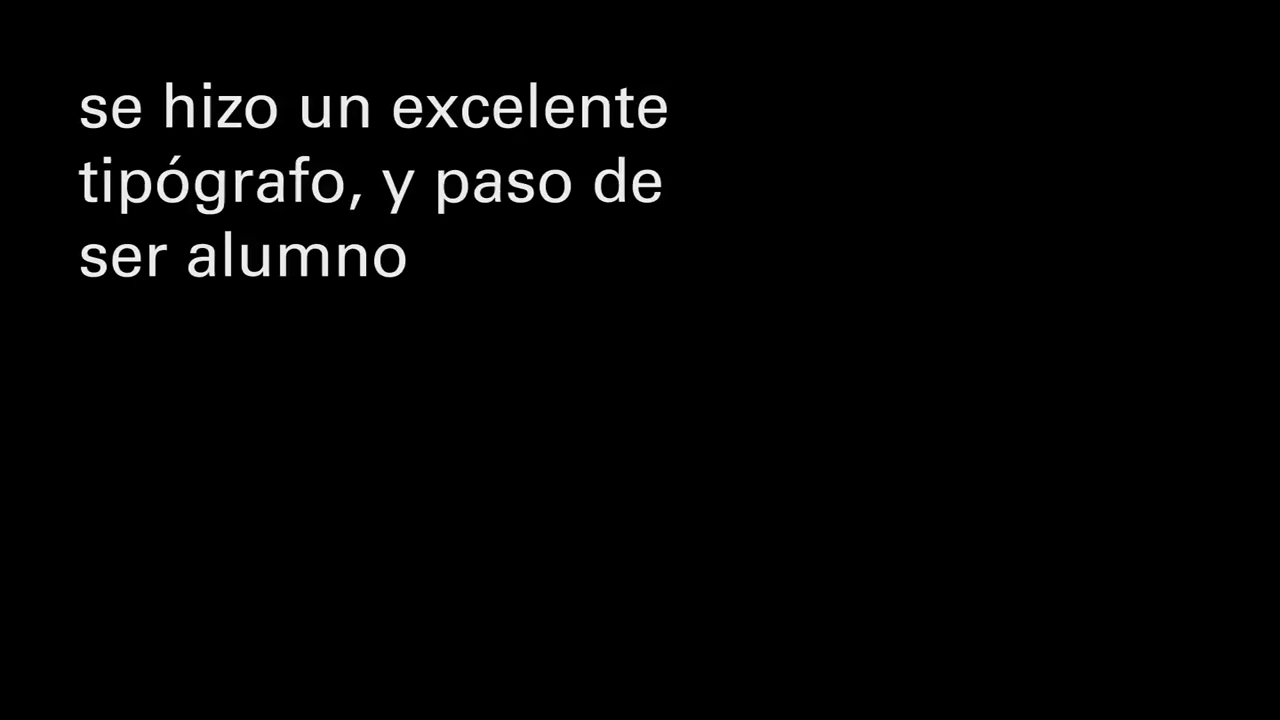 se hizo un excelente
tipógrafo, y paso de
ser alumno